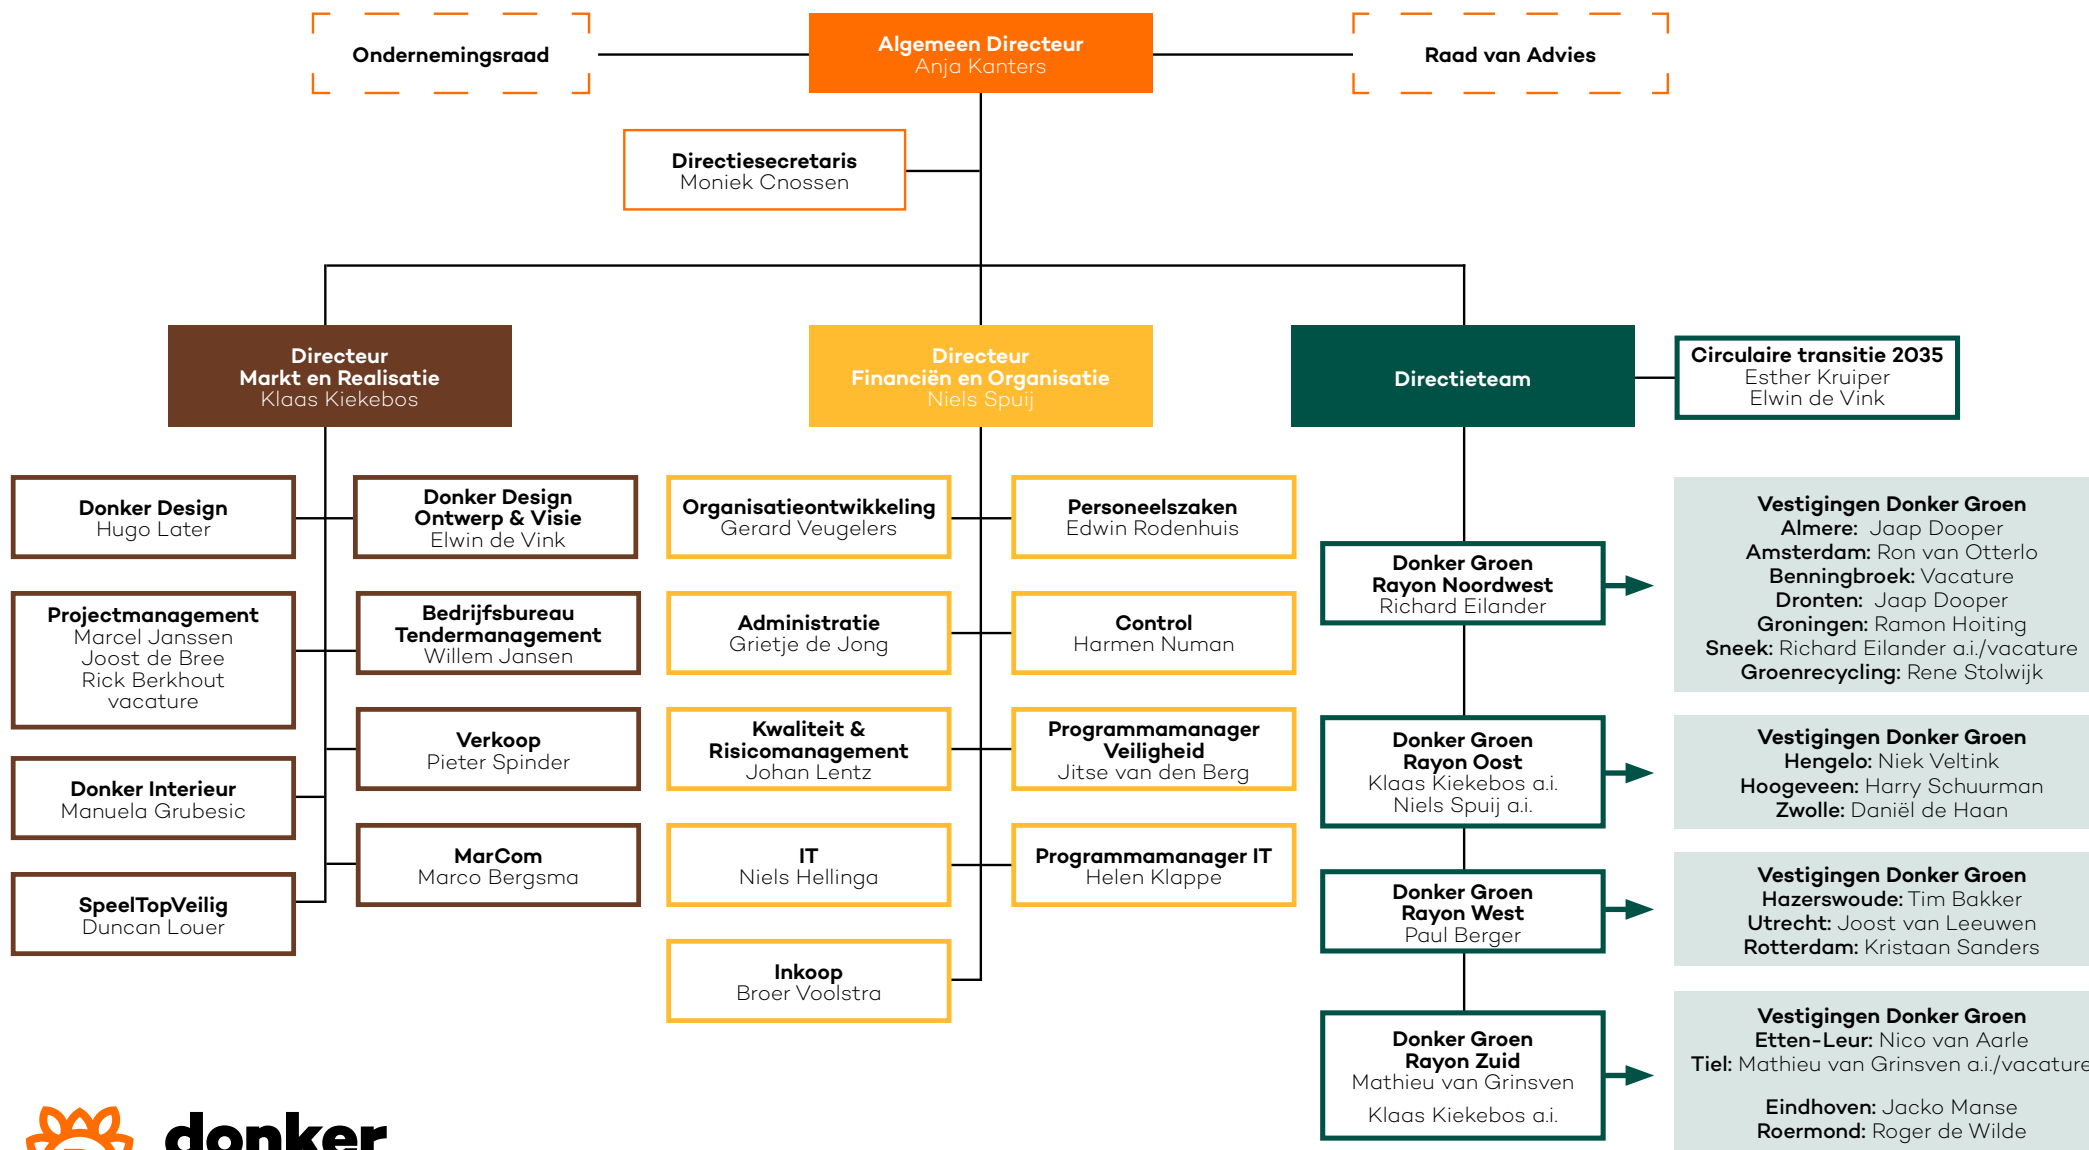 Ondernemingsraad
Algemeen Directeur
Anja Kanters
Raad van Advies
Directiesecretaris
Moniek Cnossen
Directeur
Markt en Realisatie
Klaas Kiekebos
Directeur
Financiën en Organisatie
Niels Spuij
Directieteam
Circulaire transitie 2035
Esther Kruiper
Elwin de Vink
Donker Design
Hugo Later
Donker Design
Ontwerp & Visie
Elwin de Vink
Projectmanagement
Marcel Janssen
Joost de Bree
Rick Berkhout
vacature
Bedrijfsbureau
Tendermanagement
Willem Jansen
Verkoop
Pieter Spinder
Donker Interieur
Manuela Grubesic
MarCom
Marco Bergsma
SpeelTopVeilig
Duncan Louer
Organisatieontwikkeling
Gerard Veugelers
Personeelszaken
Edwin Rodenhuis
Administratie
Grietje de Jong
Control
Harmen Numan
Kwaliteit &
Risicomanagement
Johan Lentz
Programmamanager
Veiligheid
Jitse van den Berg
IT
Niels Hellinga
Programmamanager IT
Helen Klappe
Inkoop
Broer Voolstra
Donker Groen
Rayon Noordwest
Richard Eilander
Vestigingen Donker Groen
Almere: Jaap Dooper
Amsterdam: Ron van Otterlo
Benningbroek: Vacature
Dronten: Jaap Dooper
Groningen: Ramon Hoiting
Sneek: Richard Eilander a.i./vacature
Groenrecycling: Rene Stolwijk
Donker Groen
Rayon Oost
Klaas Kiekebos a.i.
Niels Spuij a.i.
Vestigingen Donker Groen
Hengelo: Niek Veltink
Hoogeveen: Harry Schuurman
Zwolle: Daniël de Haan
Donker Groen
Rayon West
Paul Berger
Vestigingen Donker Groen
Hazerswoude: Tim Bakker
Utrecht: Joost van Leeuwen
Rotterdam: Kristaan Sanders
Donker Groen
Rayon Zuid
Mathieu van Grinsven
Klaas Kiekebos a.i.
Vestigingen Donker Groen
Etten-Leur: Nico van Aarle
Tiel: Mathieu van Grinsven a.i./vacature
Eindhoven: Jacko Manse
Roermond: Roger de Wilde
donker